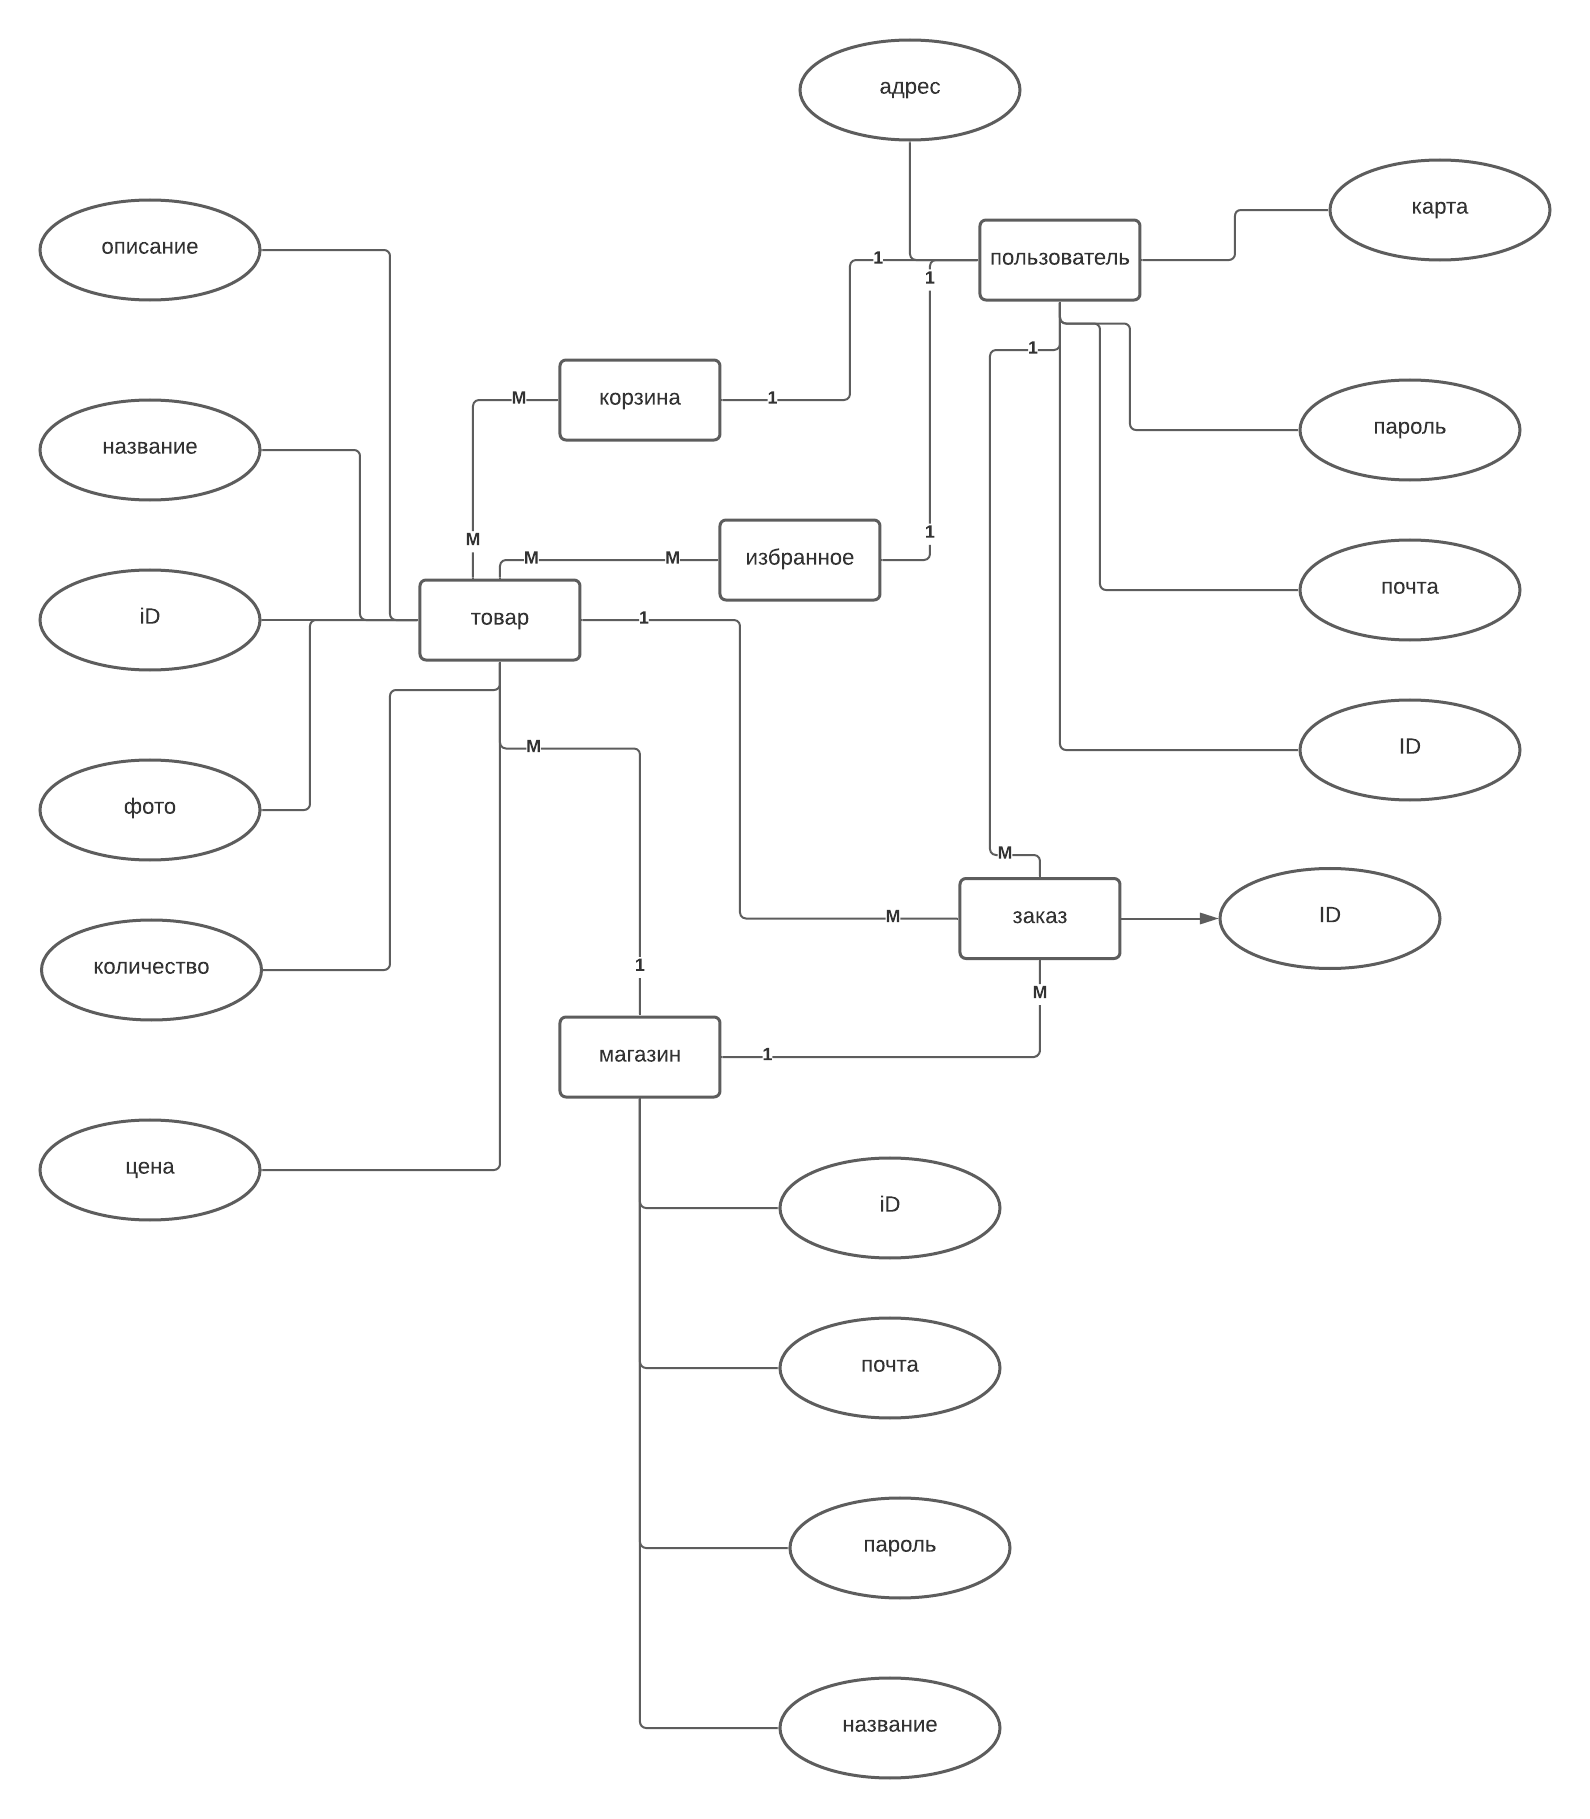 адрес
карта
описание
пользователь
1
1
1
корзина
M
1
пароль
название
M
1
избранное
M
M
почта
iD
товар
1
ID
M
фото
M
заказ
ID
M
количество
1
M
магазин
1
цена
iD
почта
пароль
название